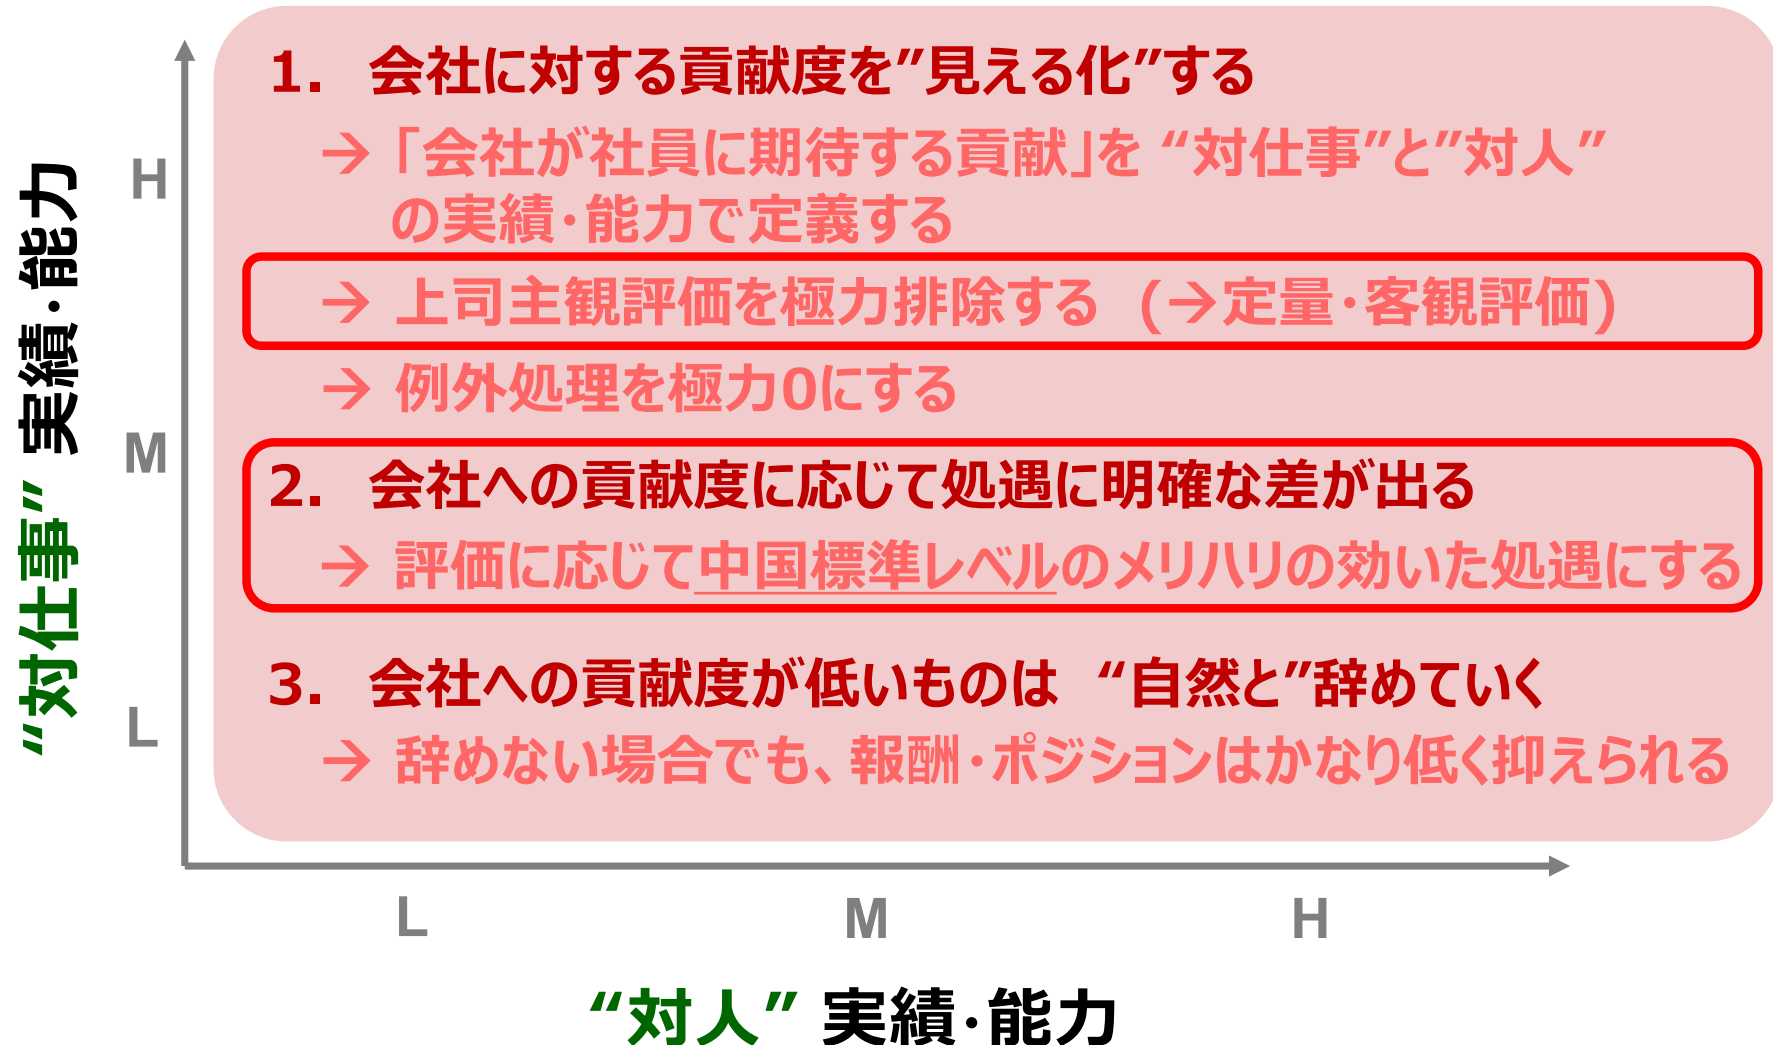 “対仕事” 実績・能力
H
M
L
1. 会社に対する貢献度を”見える化”する
→ 「会社が社員に期待する貢献」を “対仕事”と”対人”
の実績・能力で定義する
→ 上司主観評価を極力排除する (→定量・客観評価)
→ 例外処理を極力0にする
2. 会社への貢献度に応じて処遇に明確な差が出る
→ 評価に応じて中国標準レベルのメリハリの効いた処遇にする
3. 会社への貢献度が低いものは “自然と”辞めていく
→ 辞めない場合でも、報酬・ポジションはかなり低く抑えられる
L M H
“対人” 実績・能力